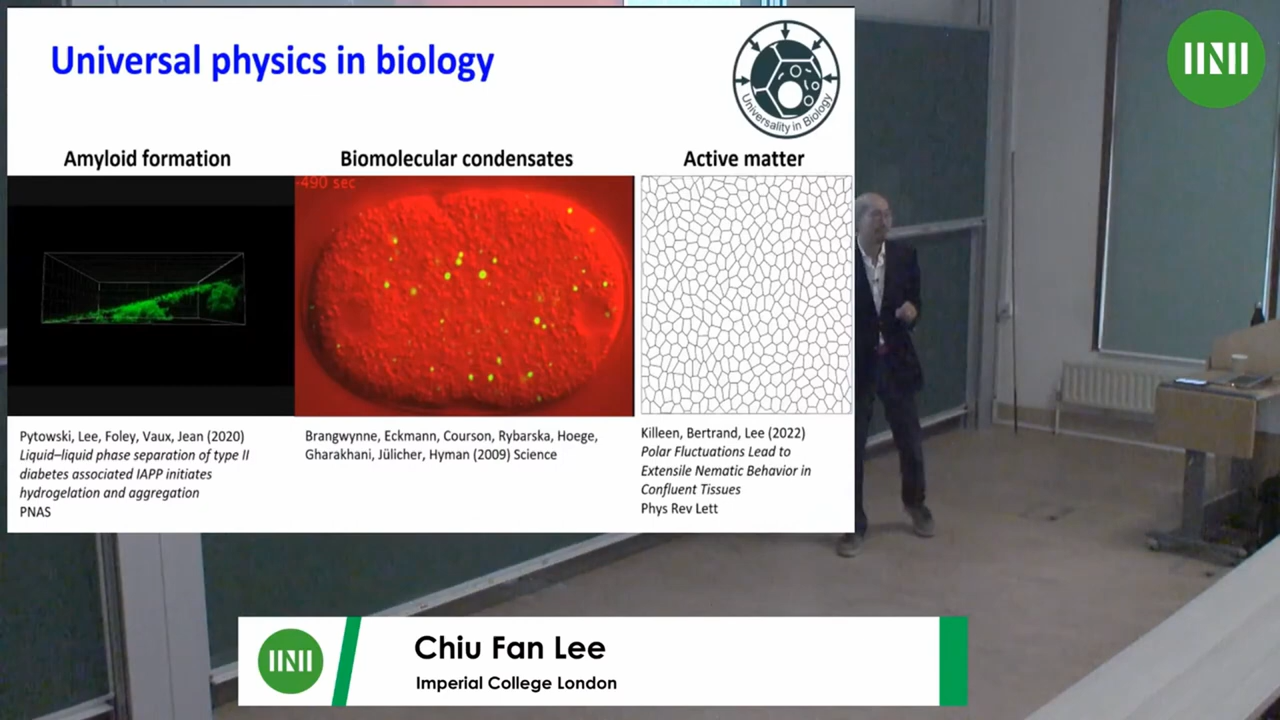 Universal physics in biology
Universality in Biology
Amyloid formation
Biomolecular condensates
Active matter
-490 sec
Pytowski, Lee, Foley, Vaux, Jean (2020)
Liquid–liquid phase separation of type II
diabetes associated IAPP initiates
hydrogelation and aggregation
PNAS
Brangwynne, Eckmann, Courson, Rybarska, Hoege,
Gharakhani, Jülicher, Hyman (2009) Science
Killeen, Bertrand, Lee (2022)
Polar Fluctuations Lead to
Extensile Nematic Behavior in
Confluent Tissues
Phys Rev Lett
Chiu Fan Lee
Imperial College London